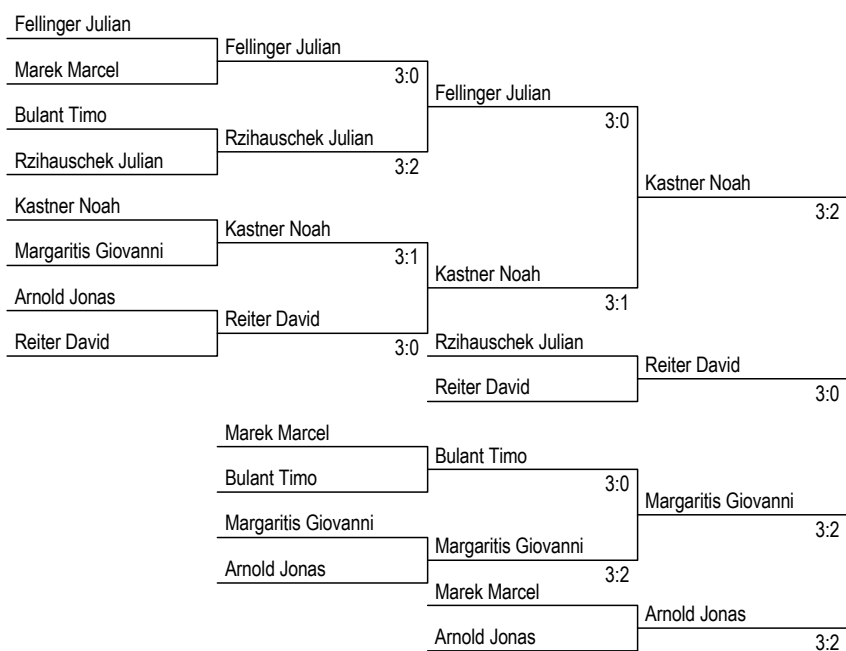 Fellinger Julian
Fellinger Julian
Marek Marcel
3:0
Fellinger Julian
Bulant Timo
3:0
Rzihauschek Julian
Rzihauschek Julian
3:2
Kastner Noah
3:2
Kastner Noah
Kastner Noah
Margaritis Giovanni
3:1
Kastner Noah
Arnold Jonas
3:1
Reiter David
Reiter David
3:0
Rzihauschek Julian
Reiter David
Reiter David
3:0
Marek Marcel
Bulant Timo
Bulant Timo
3:0
Margaritis Giovanni
3:2
Margaritis Giovanni
Margaritis Giovanni
Arnold Jonas
3:2
Marek Marcel
Arnold Jonas
Arnold Jonas
3:2